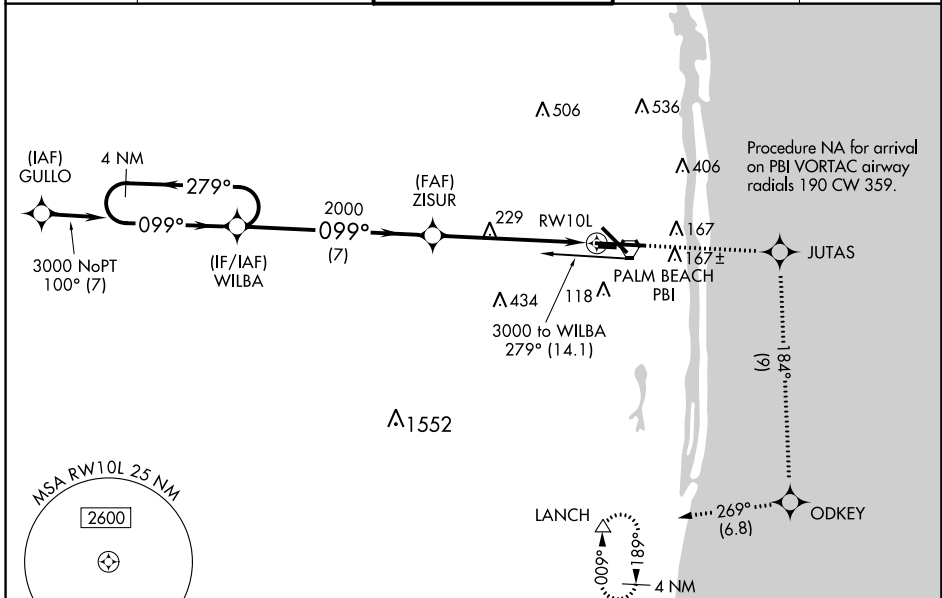 506
536
Procedure NA for arrival
on PBI VORTAC airway
radials 190 CW 359.
406
(IAF)
GULLO
4 NM
279°
099°
3000 NoPT
100° (7)
(IF/IAF)
WILBA
2000
099°
(7)
(FAF)
ZISUR
229
RW10L
167
167±
JUTAS
PALM BEACH
PBI
434
118
3000 to WILBA
279° (14.1)
184°
(9)
1552
MSA RW10L 25 NM
2600
LANCH
009°
189°
4 NM
269°
(6.8)
ODKEY